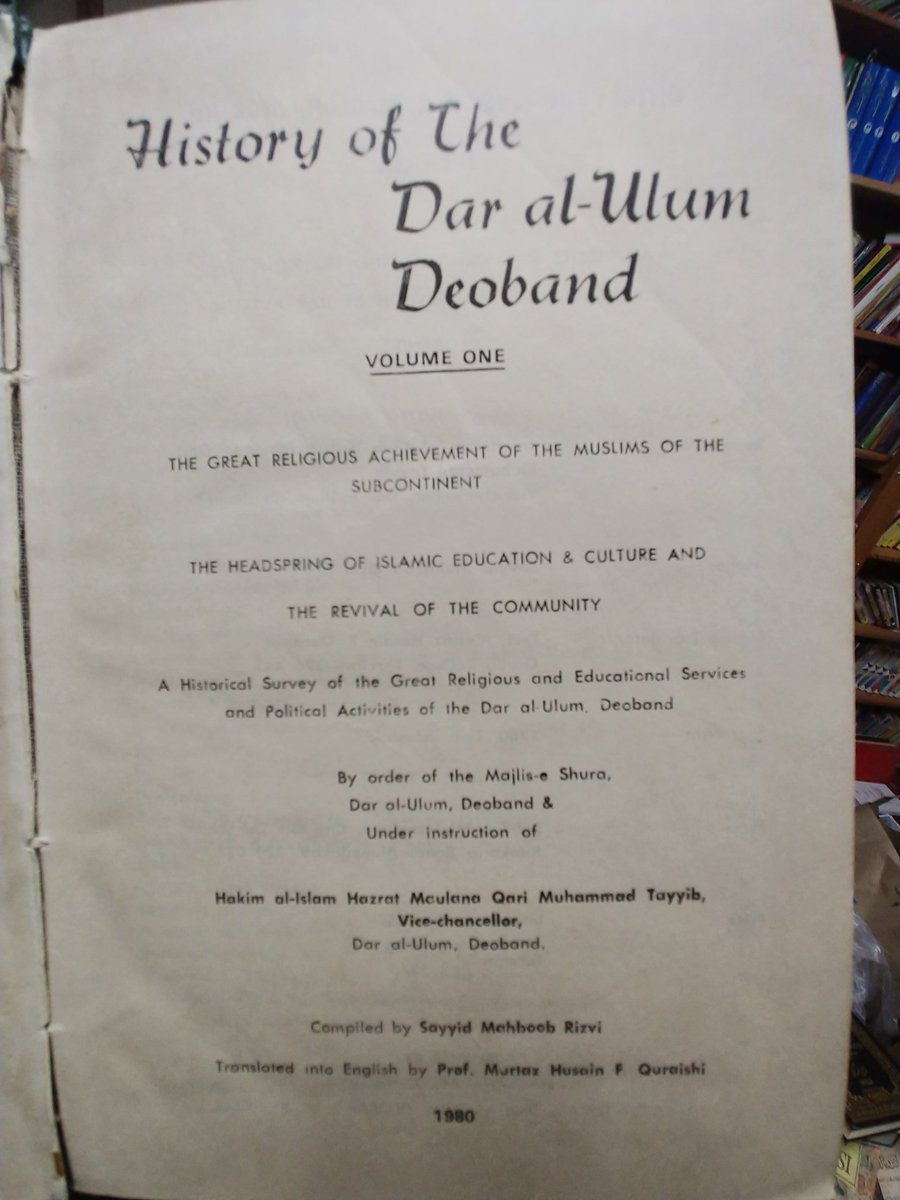 History of The
Dar al-Ulum
Deoband
VOLUME ONE
THE GREAT RELIGIOUS ACHIEVEMENT OF THE MUSLIMS OF THE
SUBCONTINENT
THE HEADSPRING OF ISLAMIC EDUCATION & CULTURE AND
THE REVIVAL OF THE COMMUNITY
A Historical Survey of the Great Religious and Educational Services
and Political Activities of the Dar al-Ulum, Deoband
By order of the Majlis-e Shura,
Dar al-Ulum, Deoband &
Under instruction of
Hakim al-Islam Hazrat Maulana Qari Muhammad Tayyib,
Vice-chancellor,
Dar al-Ulum, Deoband.
Compiled by Sayyid Mahboob Rizvi
Translated into English by Prof. Murtaz Husain F. Quraishi
1980